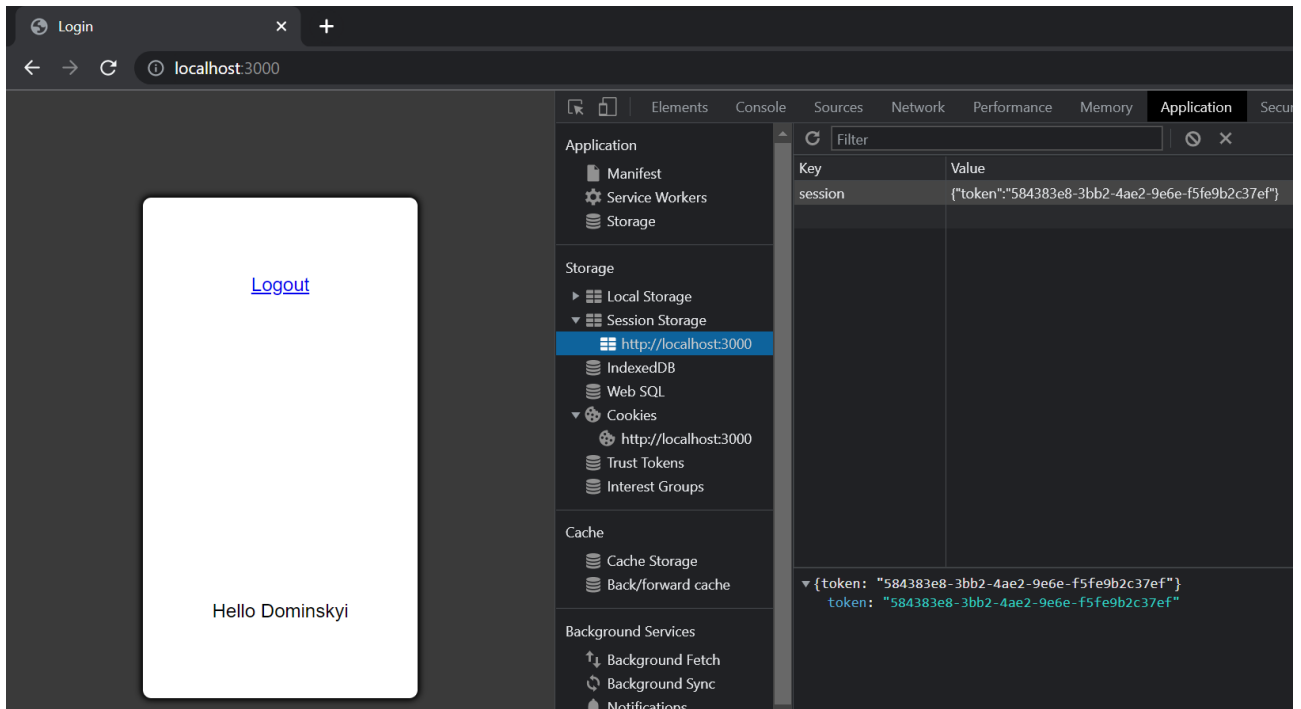 Login
localhost:3000
Elements Console Sources Network Performance Memory Application Secur
Application
Manifest
Service Workers
Storage
Storage
Local Storage
Session Storage
http://localhost:3000
IndexedDB
Web SQL
Cookies
http://localhost:3000
Trust Tokens
Interest Groups
Cache
Cache Storage
Back/forward cache
Background Services
Background Fetch
Background Sync
Notifications
Filter
Key Value
session {"token":"584383e8-3bb2-4ae2-9e6e-f5fe9b2c37ef"}
{token: "584383e8-3bb2-4ae2-9e6e-f5fe9b2c37ef"}
token: "584383e8-3bb2-4ae2-9e6e-f5fe9b2c37ef"
Logout
Hello Dominskyi